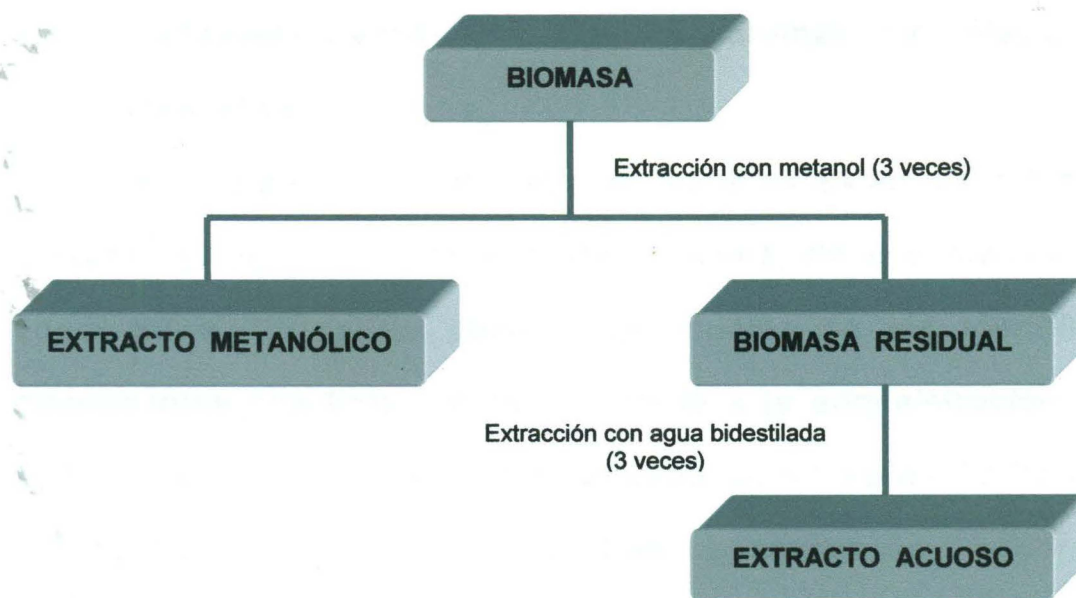 BIOMASA
Extracción con metanol (3 veces)
EXTRACTO METANÓLICO
BIOMASA RESIDUAL
Extracción con agua bidestilada
(3 veces)
EXTRACTO ACUOSO